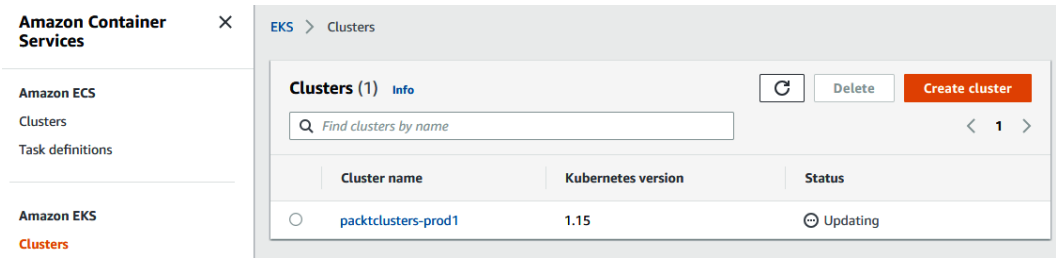 Amazon Container
Services
Amazon ECS
Clusters
Task definitions
Amazon EKS
Clusters
EKS > Clusters
Clusters (1) Info
Delete
Create cluster
Find clusters by name
1
Cluster name Kubernetes version Status
packtclusters-prod1 1.15 Updating